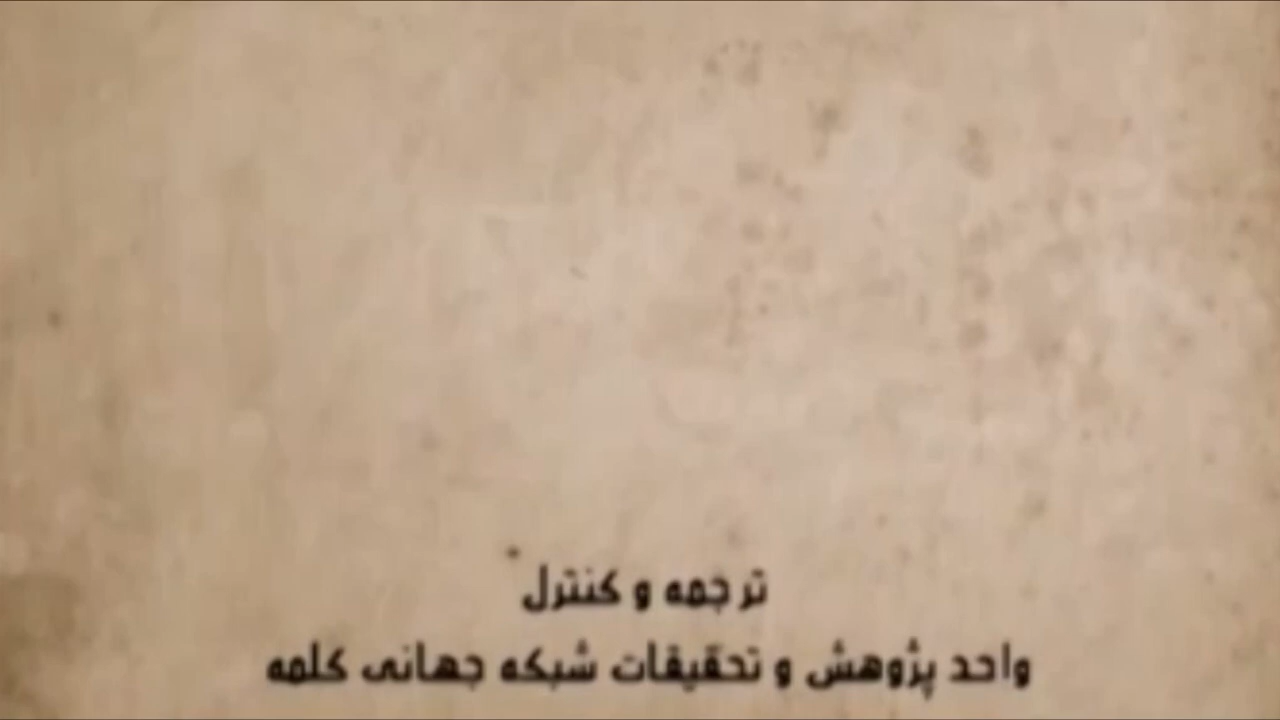 ترجمه و کنترل
واحد پژوهش و تحقیقات شبکه جهانی کلمه